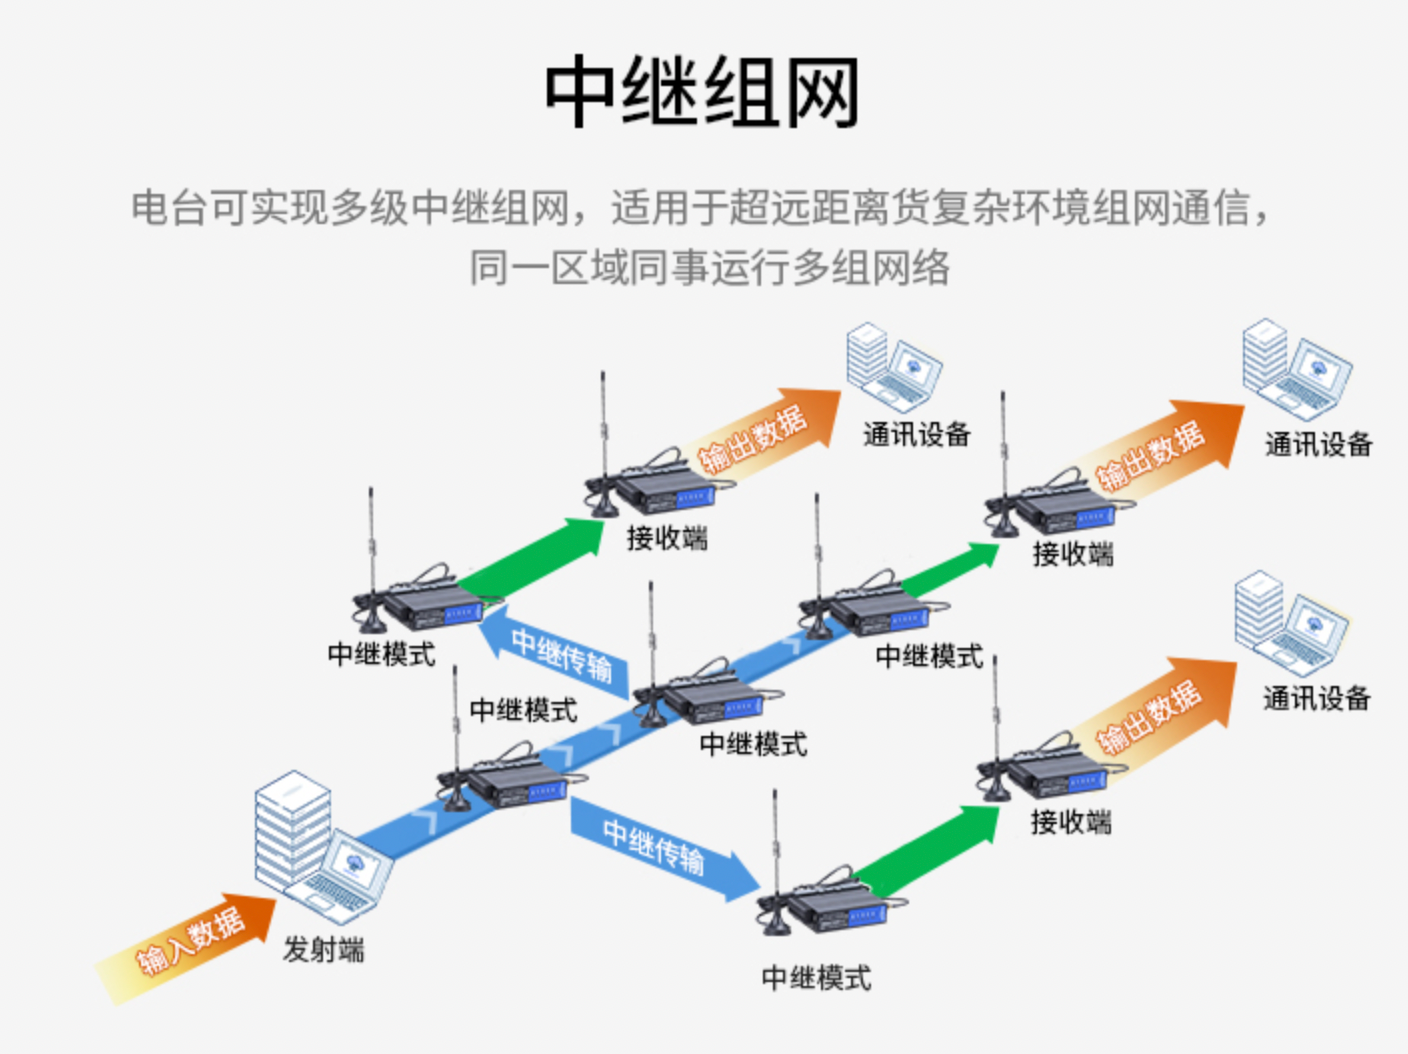 中继组网
电台可实现多级中继组网，适用于超远距离货复杂环境组网通信，
同一区域同事运行多组网络
输出数据
通讯设备
输出数据
通讯设备
接收端
接收端
中继传输
中继模式
中继模式
中继模式
中继模式
输出数据
通讯设备
中继传输
接收端
输入数据
发射端
中继模式